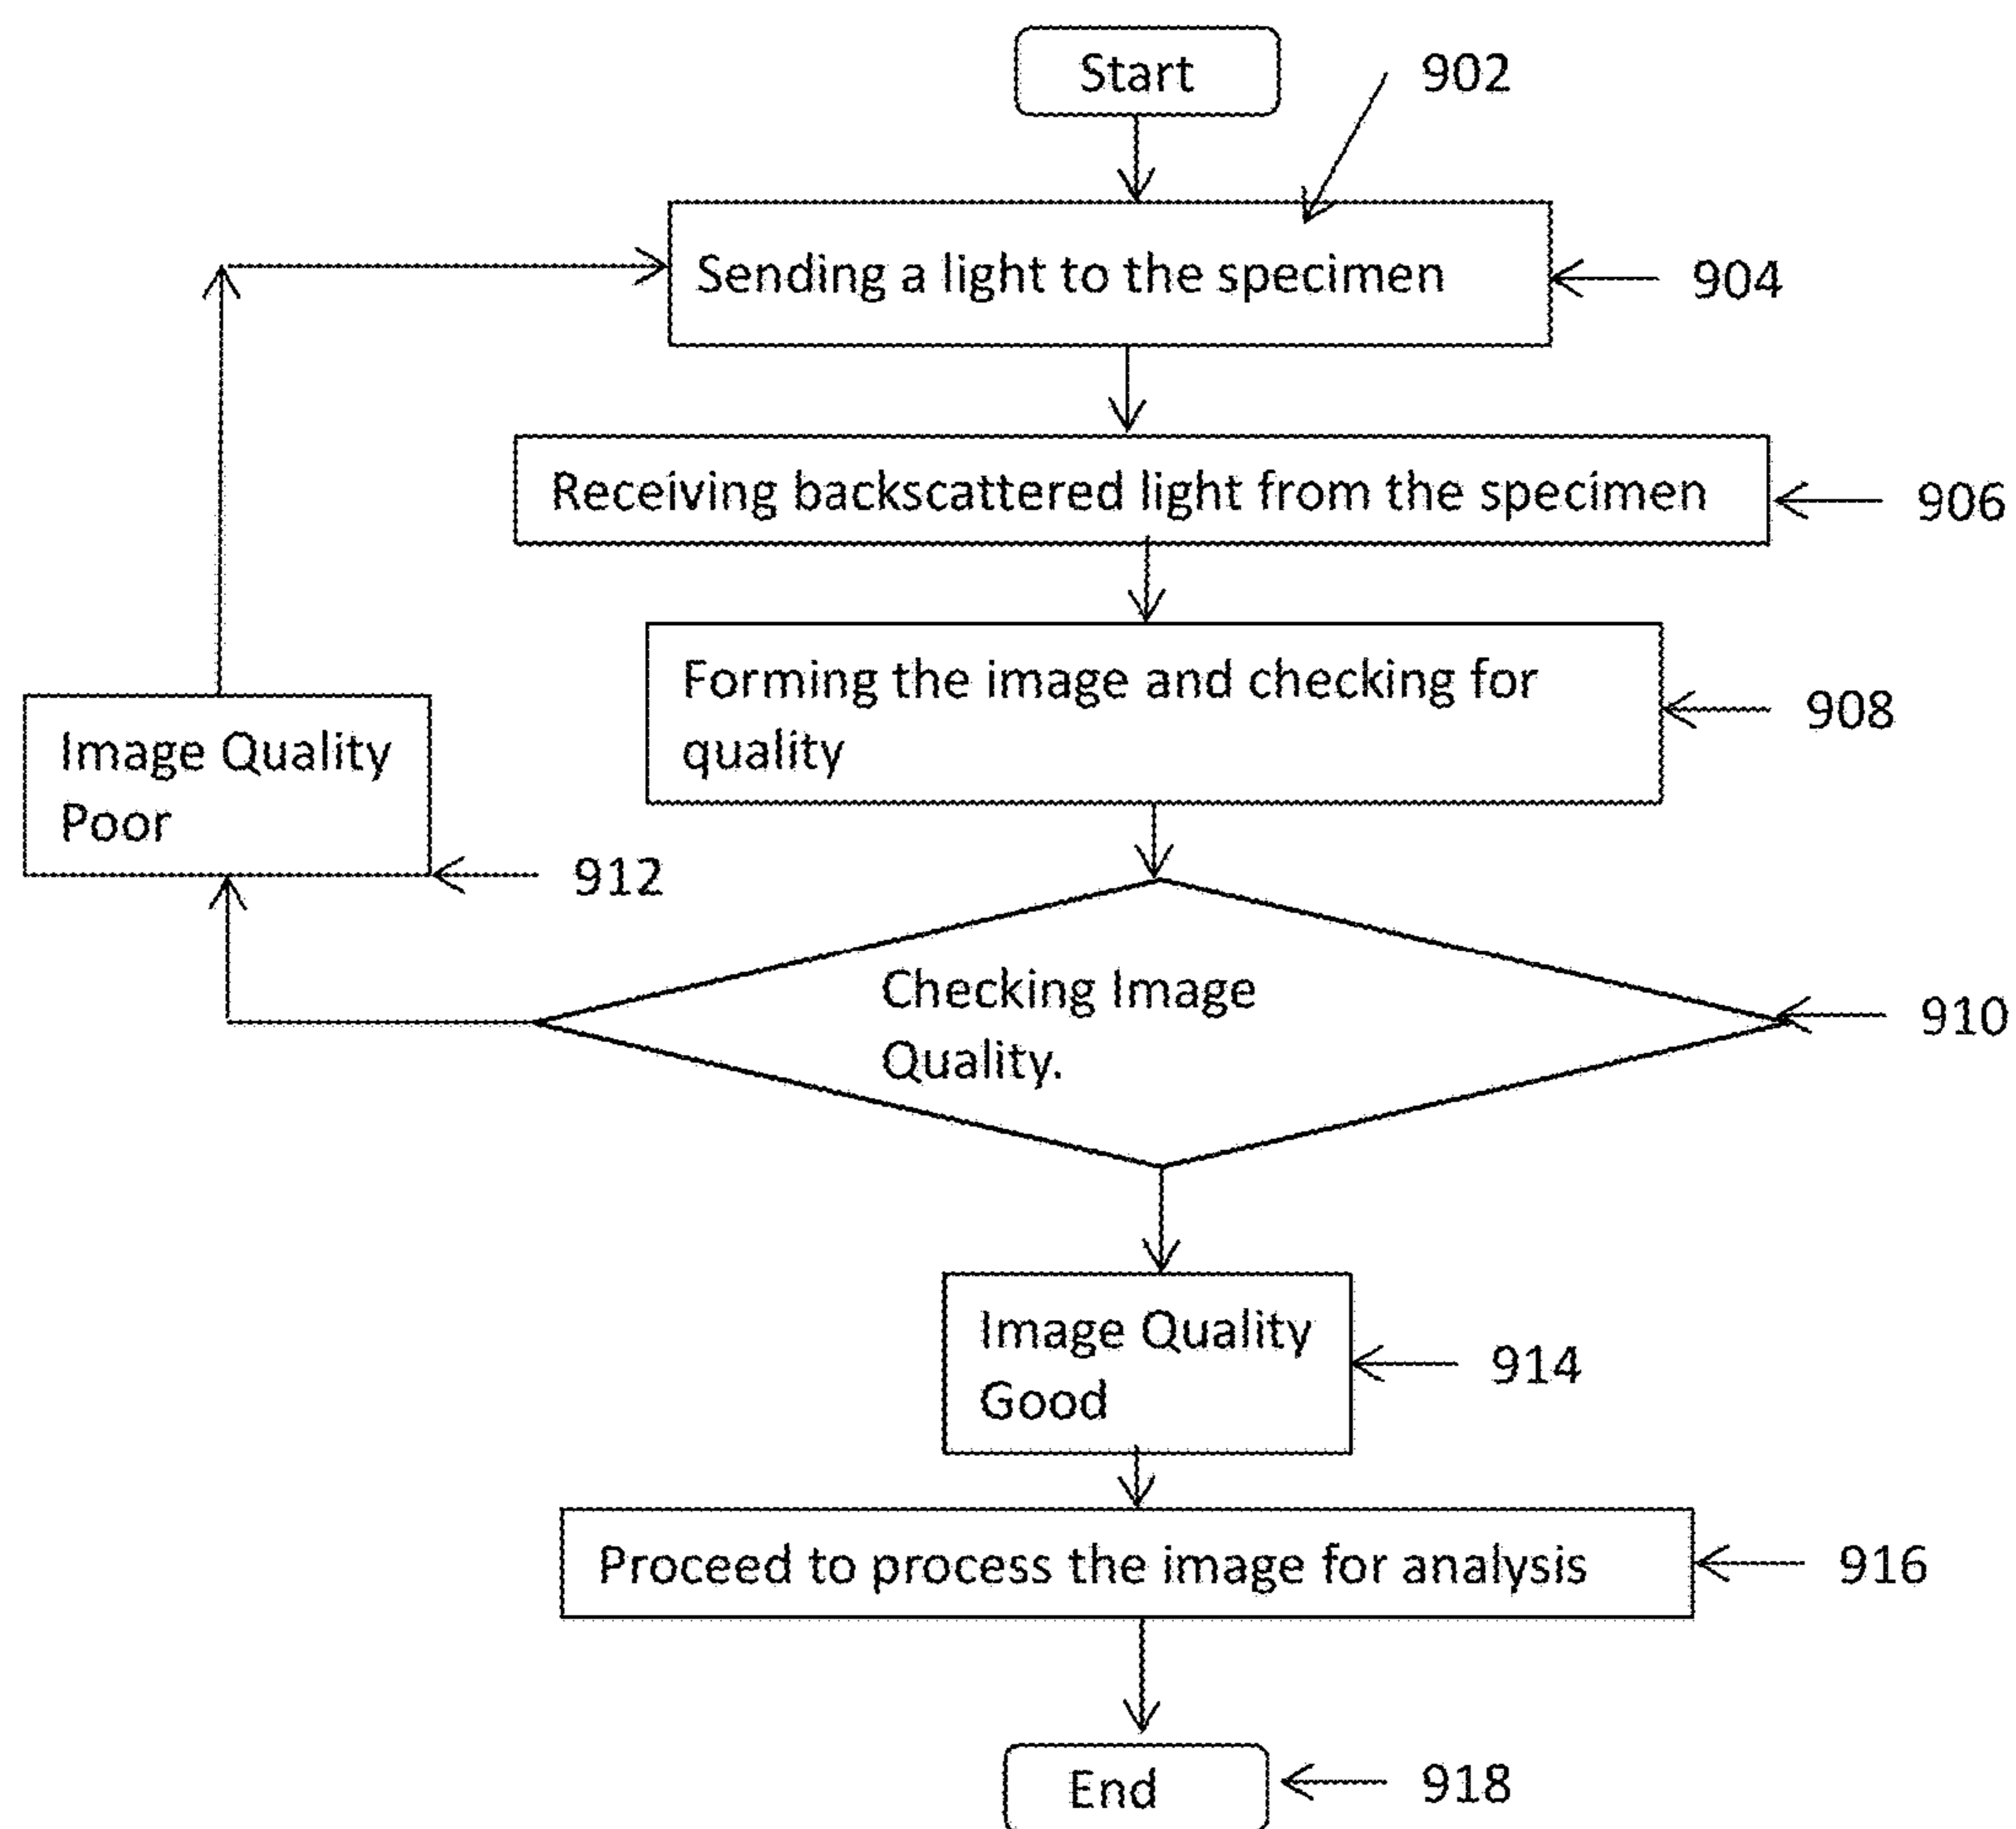 Start
902
Sending a light to the specimen
904
Receiving backscattered light from the specimen
906
Forming the image and checking for
quality
908
Image Quality
Poor
912
Checking Image
Quality.
910
Image Quality
Good
914
Proceed to process the image for analysis
916
End
918